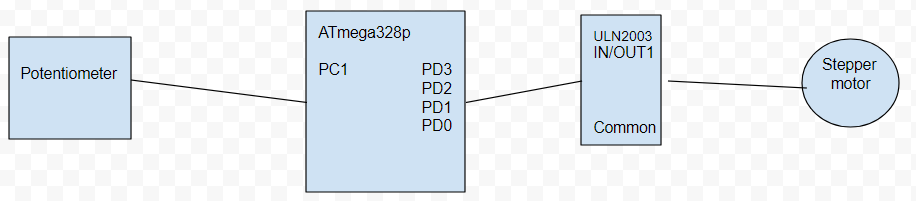 Potentiometer
ATmega328p
PC1
PD3
PD2
PD1
PD0
ULN2003
IN/OUT1
Common
Stepper
motor